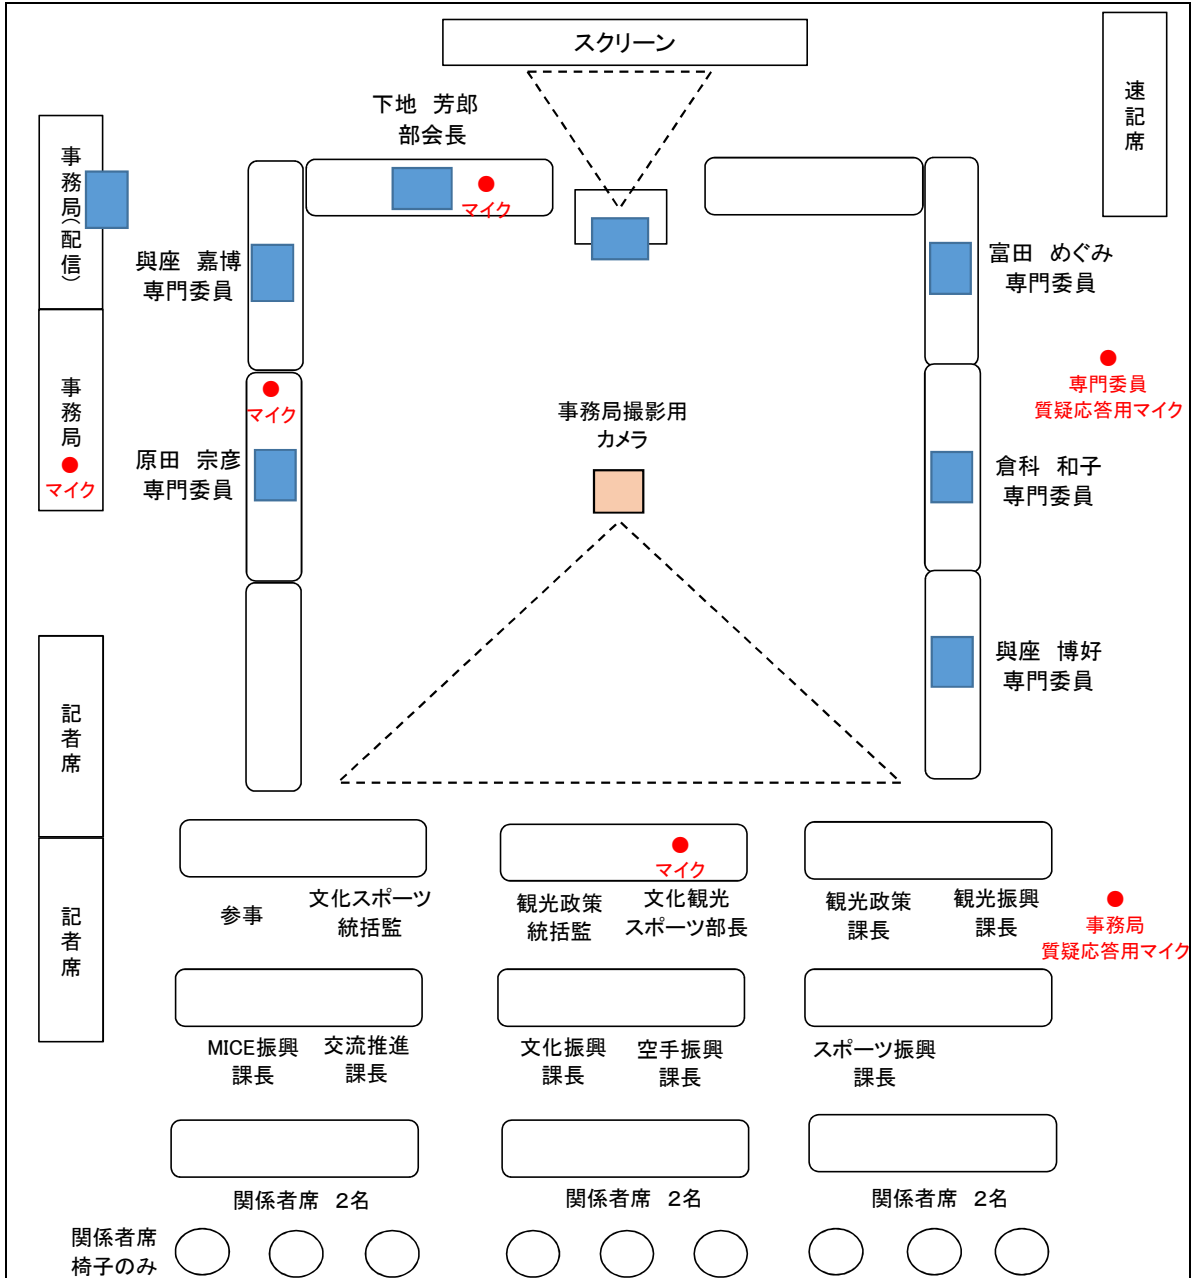 スクリーン
速記席
下地　芳郎
部会長
マイク
事務局（配信）
與座　嘉博
専門委員
富田　めぐみ
専門委員
事務局
マイク
マイク
原田　宗彦
専門委員
事務局撮影用
カメラ
専門委員
質疑応答用マイク
倉科　和子
専門委員
與座　博好
専門委員
記者席
記者席
マイク
参事
文化スポーツ
統括監
観光政策
統括監
文化観光
スポーツ部長
観光政策
課長
観光振興
課長
事務局
質疑応答用マイク
MICE振興
課長
交流推進
課長
文化振興
課長
空手振興
課長
スポーツ振興
課長
関係者席　2名
関係者席　2名
関係者席　2名
関係者席
椅子のみ